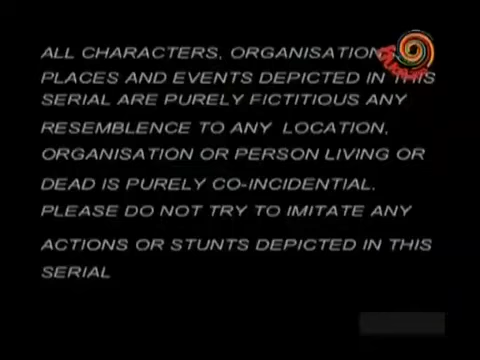 ALL CHARACTERS, ORGANISATION
PLACES AND EVENTS DEPICTED IN THIS
SERIAL ARE PURELY FICTITIOUS ANY
RESEMBLENCE TO ANY LOCATION,
ORGANISATION OR PERSON LIVING OR
DEAD IS PURELY CO-INCIDENTIAL.
PLEASE DO NOT TRY TO IMITATE ANY
ACTIONS OR STUNTS DEPICTED IN THIS
SERIAL